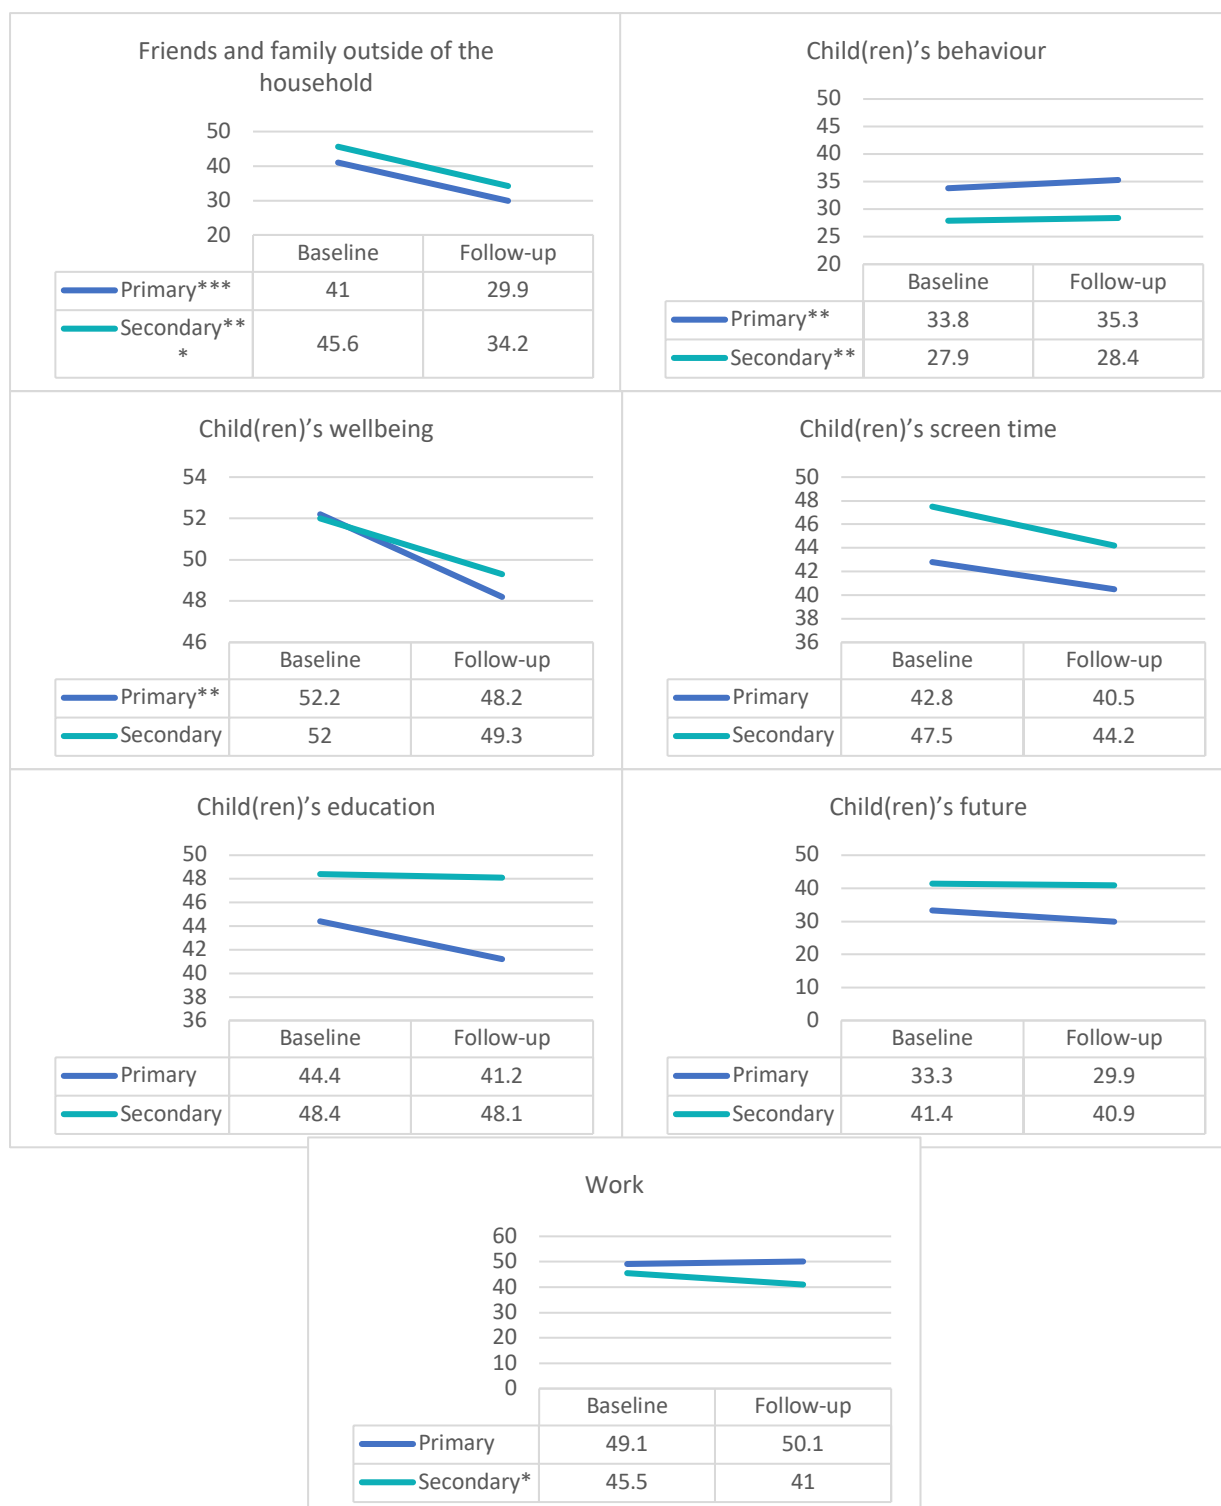 Friends and family outside of the
household
50
40
30
20
Baseline Follow-up
Primary*** 41 29.9
Secondary**
* 45.6 34.2
Child(ren)’s behaviour
50
45
40
35
30
25
20
Baseline Follow-up
Primary** 33.8 35.3
Secondary** 27.9 28.4
Child(ren)’s wellbeing
54
52
50
48
46
Baseline Follow-up
Primary** 52.2 48.2
Secondary 52 49.3
Child(ren)’s screen time
50
48
46
44
42
40
38
36
Baseline Follow-up
Primary 42.8 40.5
Secondary 47.5 44.2
Child(ren)’s education
50
48
46
44
42
40
38
36
Baseline Follow-up
Primary 44.4 41.2
Secondary 48.4 48.1
Child(ren)’s future
50
40
30
20
10
0
Baseline Follow-up
Primary 33.3 29.9
Secondary 41.4 40.9
Work
60
50
40
30
20
10
0
Baseline Follow-up
Primary 49.1 50.1
Secondary* 45.5 41